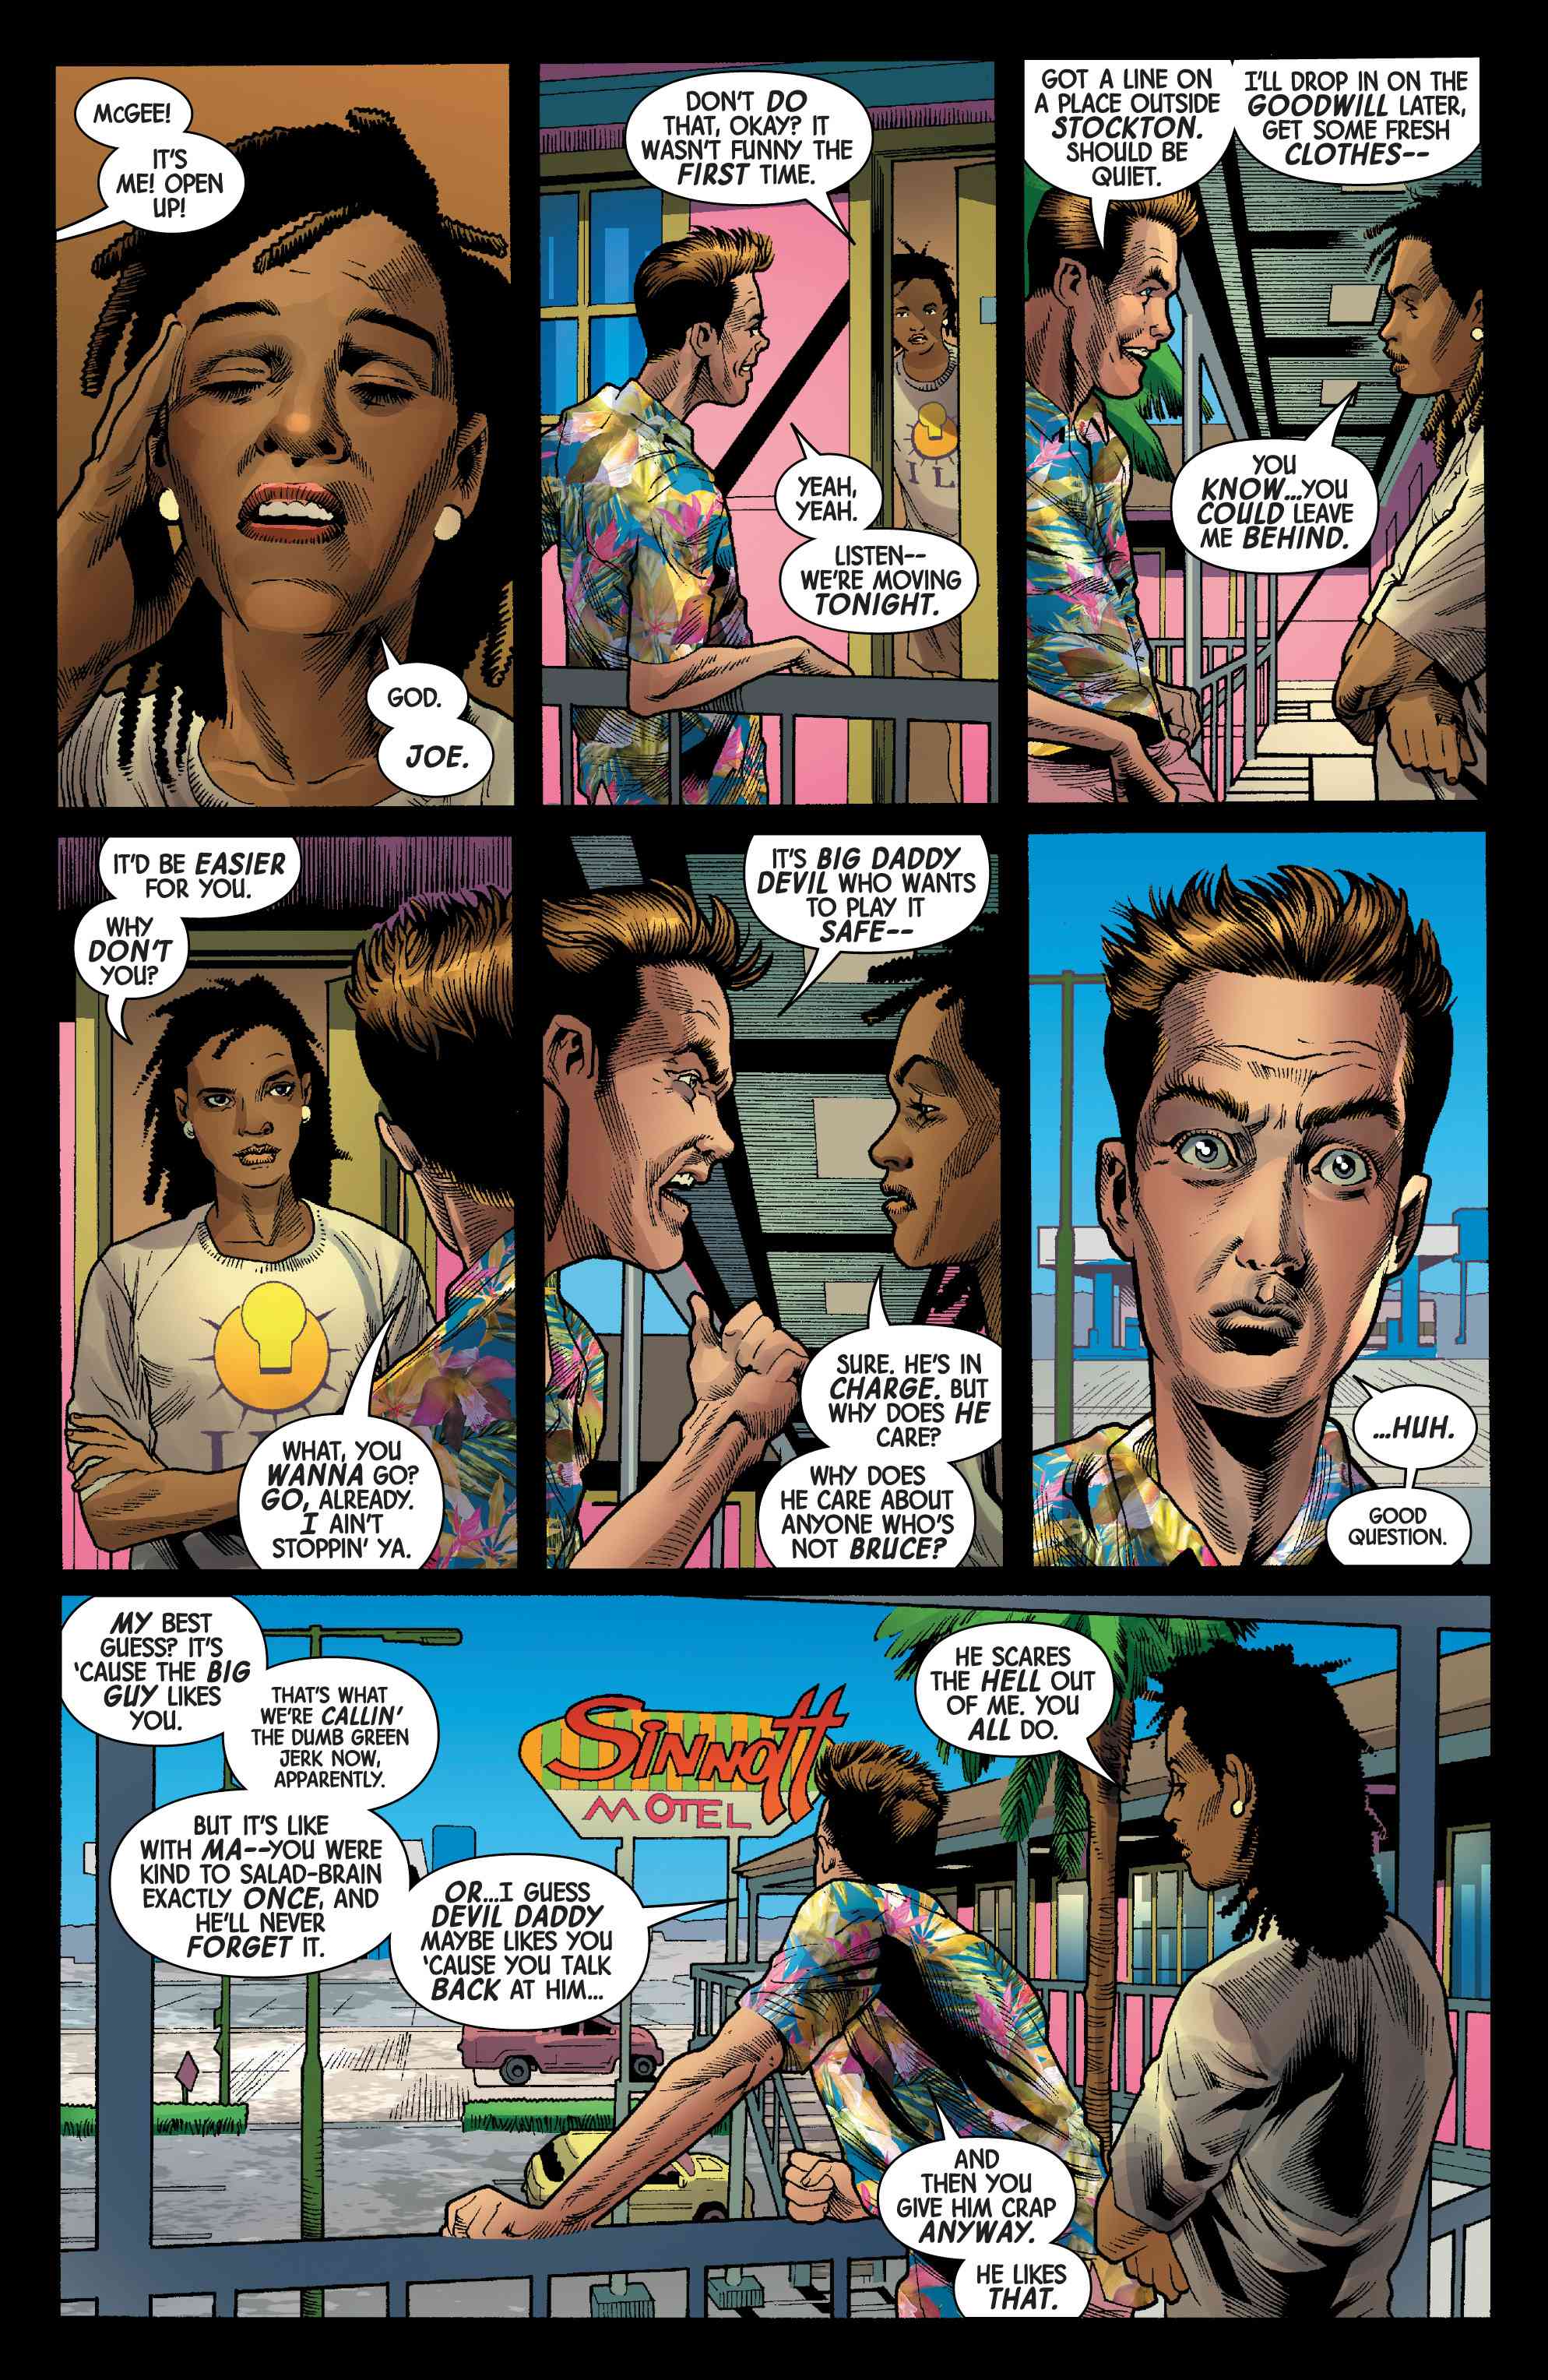 McGEE!
IT'S
ME! OPEN
UP!
GOD.
JOE.
DON'T DO
THAT, OKAY? IT
WASN'T FUNNY THE
FIRST TIME.
YEAH,
YEAH.
LISTEN--
WE'RE MOVING
TONIGHT.
IL
GOT A LINE ON
A PLACE OUTSIDE
STOCKTON.
SHOULD BE
QUIET.
I'LL DROP IN ON THE
GOODWILL LATER,
GET SOME FRESH
CLOTHES--
YOU
KNOW...YOU
COULD LEAVE
ME BEHIND.
IT'D BE EASIER
FOR YOU.
WHY
DON'T
YOU?
WHAT, YOU
WANNA GO?
GO, ALREADY.
I AIN'T
STOPPIN' YA.
IT'S BIG DADDY
DEVIL WHO WANTS
TO PLAY IT
SAFE--
SURE. HE'S IN
CHARGE. BUT
WHY DOES HE
CARE?
WHY DOES
HE CARE ABOUT
ANYONE WHO'S
NOT BRUCE?
...HUH.
GOOD
QUESTION.
MY BEST
GUESS? IT'S
'CAUSE THE BIG
GUY LIKES
YOU.
THAT'S WHAT
WE'RE CALLIN'
THE DUMB GREEN
JERK NOW,
APPARENTLY.
BUT IT'S LIKE
WITH MA--YOU WERE
KIND TO SALAD-BRAIN
EXACTLY ONCE, AND
HE'LL NEVER
FORGET IT.
OR...I GUESS
DEVIL DADDY
MAYBE LIKES YOU
'CAUSE YOU TALK
BACK AT HIM...
SINNOTT
MOTEL
HE SCARES
THE HELL OUT
OF ME. YOU
ALL DO.
AND
THEN YOU
GIVE HIM CRAP
ANYWAY.
HE LIKES
THAT.